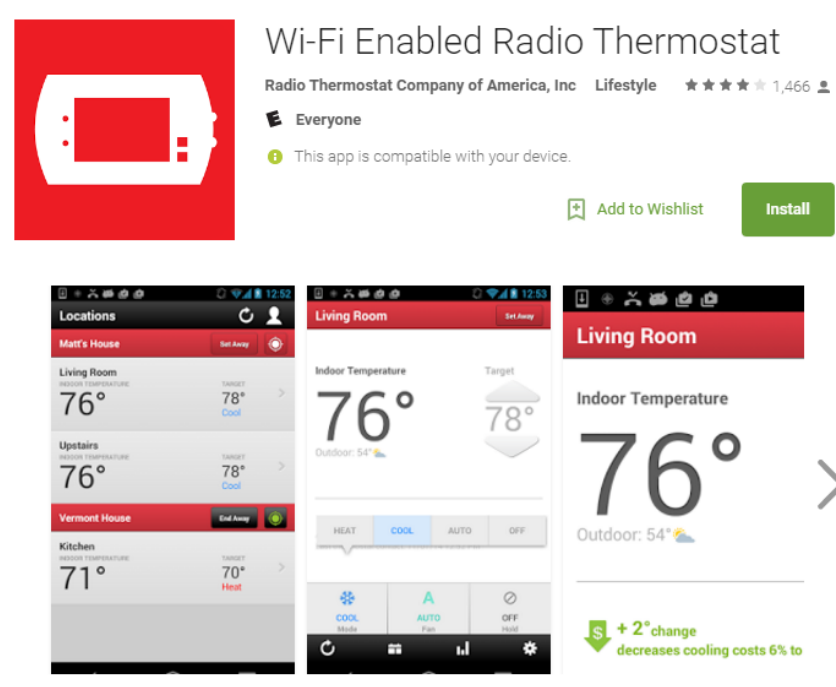 Wi-Fi Enabled Radio Thermostat
Radio Thermostat Company of America, Inc Lifestyle 1,466
E Everyone
This app is compatible with your device.
Add to Wishlist Install
12:52
Locations
Matt's House Set Away
Living Room
INDOOR TEMPERATURE TARGET
76° 78°
Cool
Upstairs
INDOOR TEMPERATURE TARGET
76° 78°
Cool
Vermont House End Away
Kitchen
INDOOR TEMPERATURE TARGET
71° 70°
Heat
12:53
Living Room Set Away
Indoor Temperature Target
76° 78°
Outdoor: 54°
HEAT COOL AUTO OFF
A
COOL AUTO OFF
Mode Fan Hold
Living Room
Indoor Temperature
76°
Outdoor: 54°
$ + 2° change
decreases cooling costs 6% to